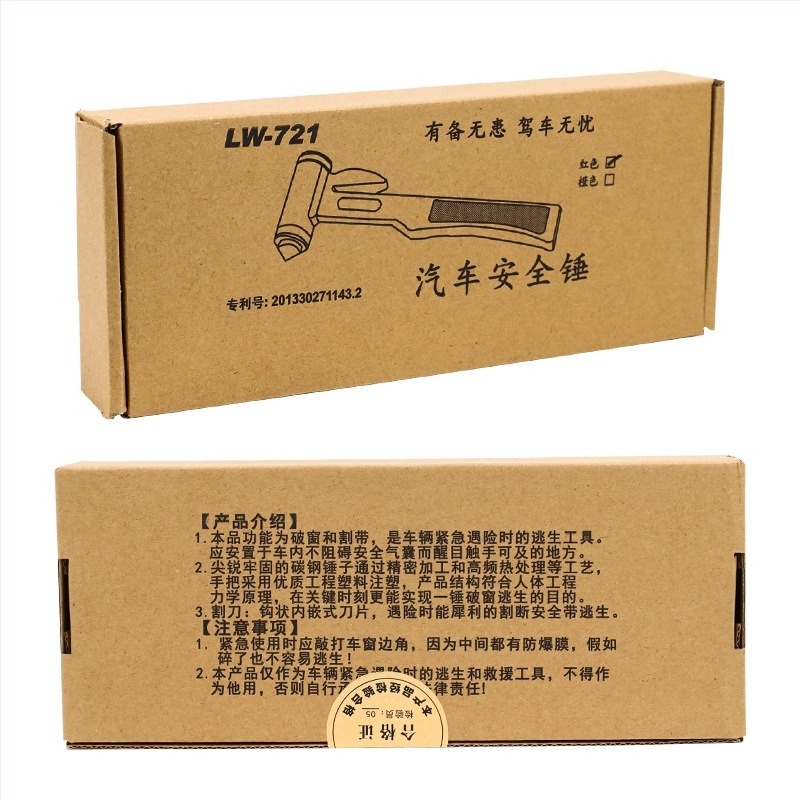 LW-721
有备无患 驾车无忧
红色☑
橙色☐
汽车安全锤
专利号: 201330271143.2
【产品介绍】
1. 本品功能为破窗和割带，是车辆紧急遇险时的逃生工具。
应安置于车内不阻碍安全气囊而醒目触手可及的地方。
2. 尖锐牢固的碳钢锤子通过精密加工和高频热处理等工艺，
手把采用优质工程塑料注塑，产品结构符合人体工程
力学原理，在关键时刻更能实现一锤破窗逃生的目的。
3. 割刀：钩状内嵌式刀片，遇险时能犀利的割断安全带逃生。
【注意事项】
1. 紧急使用时应敲打车窗边角，因为中间都有防爆膜，假如
碎了也不容易逃生！
2. 本产品仅作为车辆紧急遇险时的逃生和救援工具，不得作
为他用，否则自行承 律责任!
本产品经检验合格
检验员：05
合格证